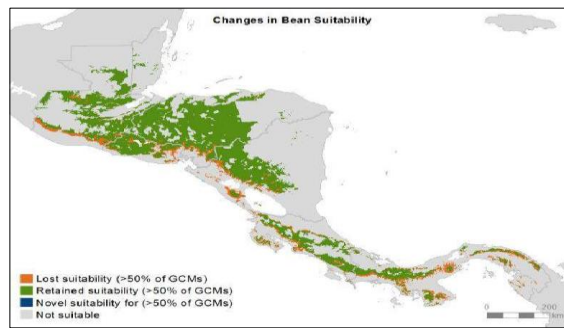 Changes in Bean Suitability
Lost suitability (>50% of GCMs)
Retained suitability (>50% of GCMs)
Novel suitability for (>50% of GCMs)
Not suitable
0 200
km